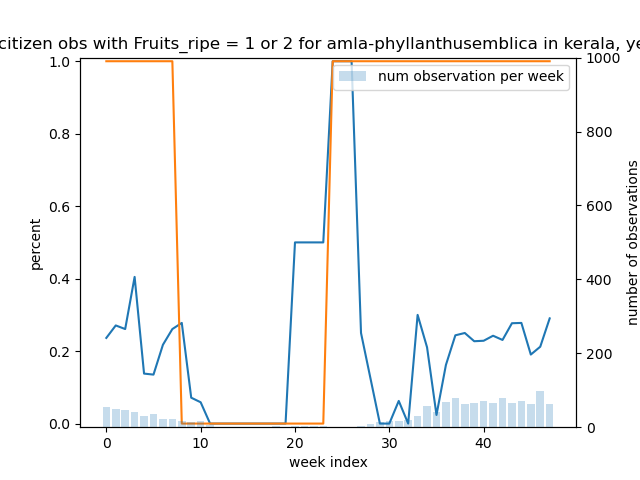 citizen obs with Fruits_ripe = 1 or 2 for amla-phyllanthusemblica in kerala,
num observation per week
1.0
0.8
0.6
0.4
0.2
0.0
percent
1000
800
600
400
200
0
number of observations
0 10 20 30 40
week index